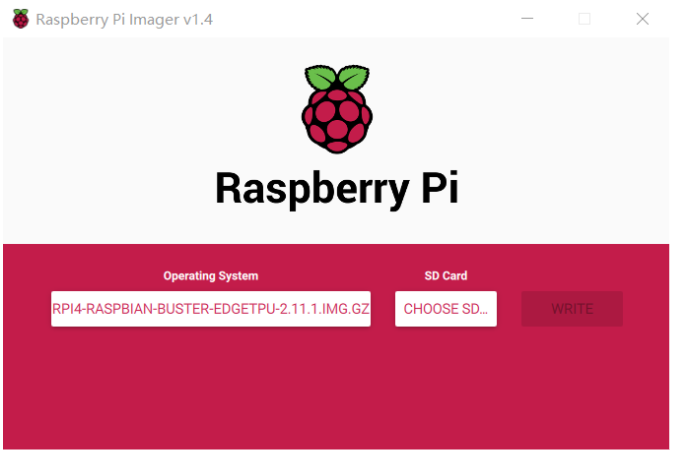 Raspberry Pi Imager v1.4
Raspberry Pi
Operating System
SD Card
RPI4-RASPBIAN-BUSTER-EDGETPU-2.11.1.IMG.GZ
CHOOSE SD...
WRITE